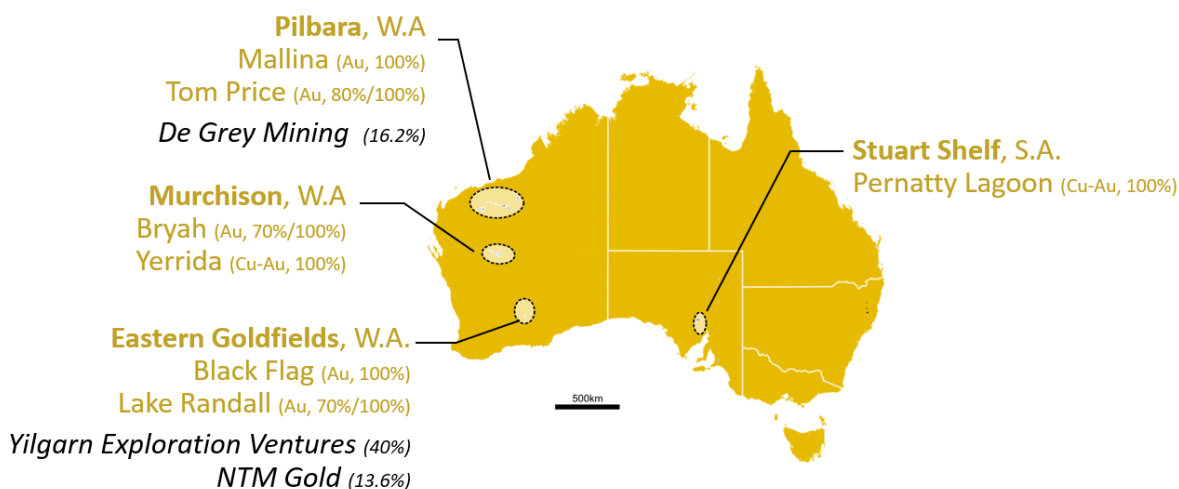 Pilbara, W.A
Mallina (Au, 100%)
Tom Price (Au, 80%/100%)
De Grey Mining (16.2%)
Murchison, W.A
Bryah (Au, 70%/100%)
Yerrida (Cu-Au, 100%)
Eastern Goldfields, W.A.
Black Flag (Au, 100%)
Lake Randall (Au, 70%/100%)
Yilgarn Exploration Ventures (40%)
NTM Gold (13.6%)
Stuart Shelf, S.A.
Pernatty Lagoon (Cu-Au, 100%)
500km